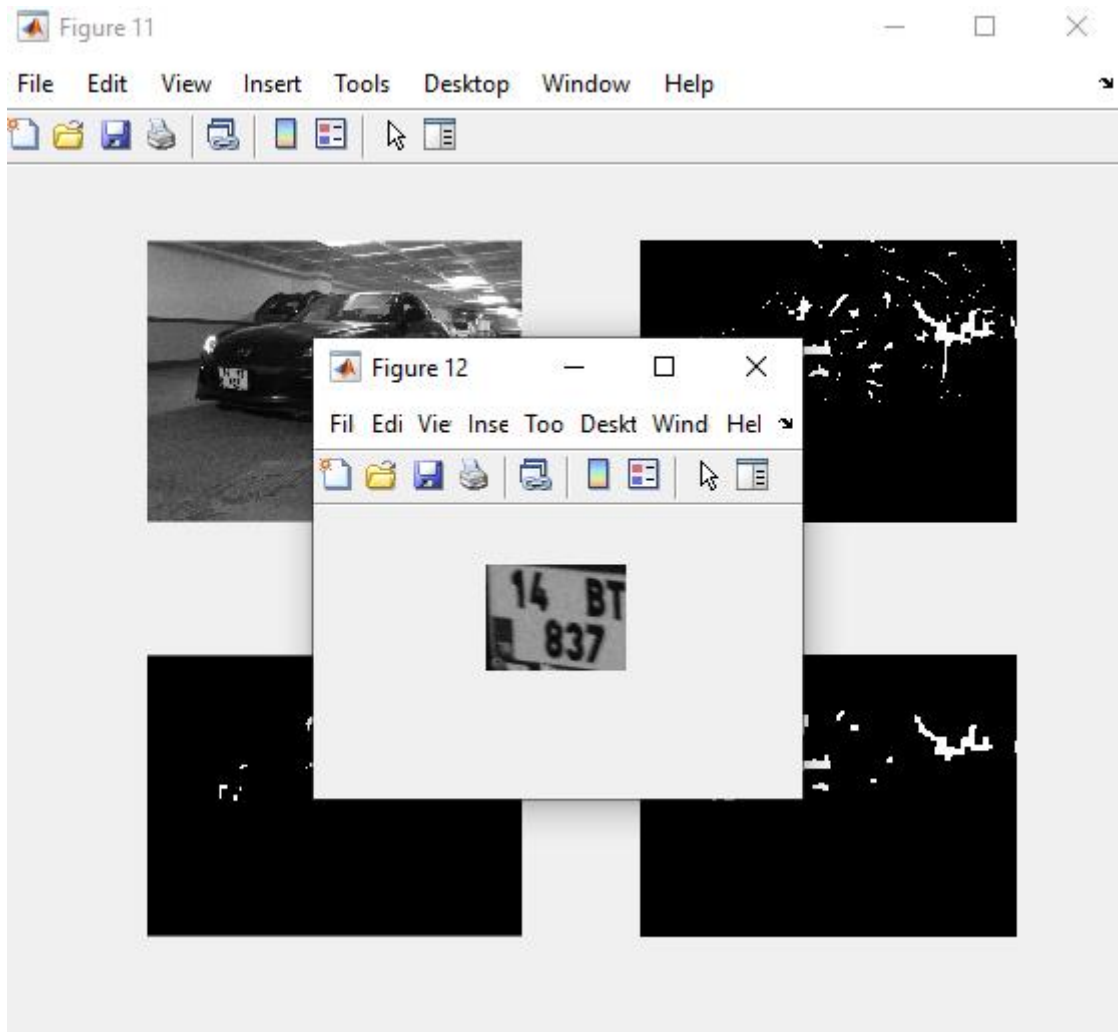 Figure 11
File Edit View Insert Tools Desktop Window Help
Figure 12
Fil Edi Vie Inse Too Deskt Wind Hel
14 BT
837